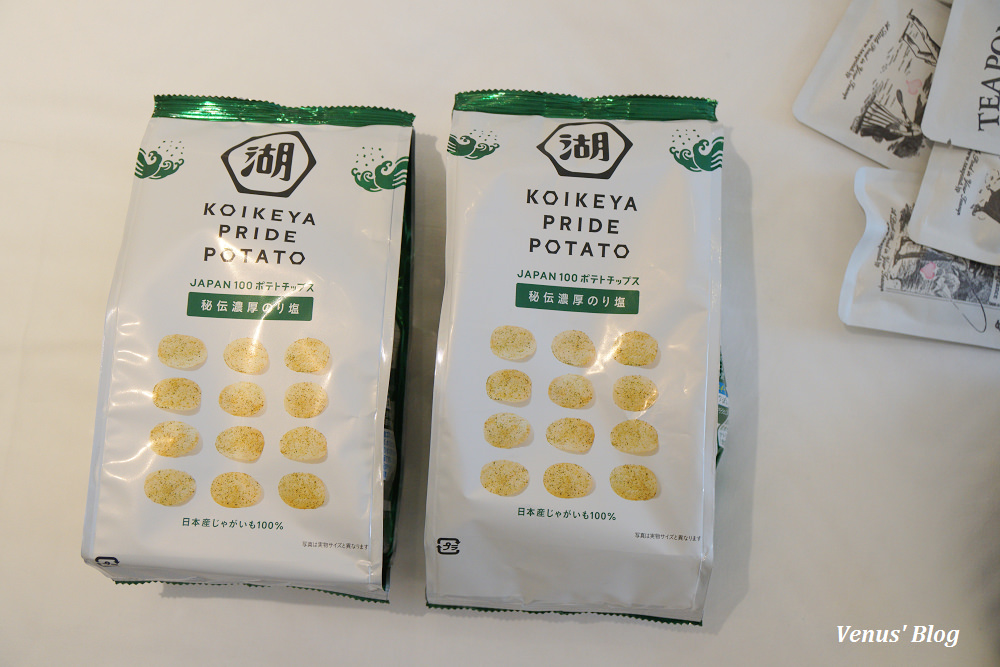 湖
KOIKEYA
PRIDE
POTATO
JAPAN 100 ポテトチップス
秘伝濃厚のり塩
日本産じゃがいも100%
写真は実物サイズと異なります
湖
KOIKEYA
PRIDE
POTATO
JAPAN 100 ポテトチップス
秘伝濃厚のり塩
日本産じゃがいも100%
写真は実物サイズと異なります
プラ
TEAPON
Venus' Blog